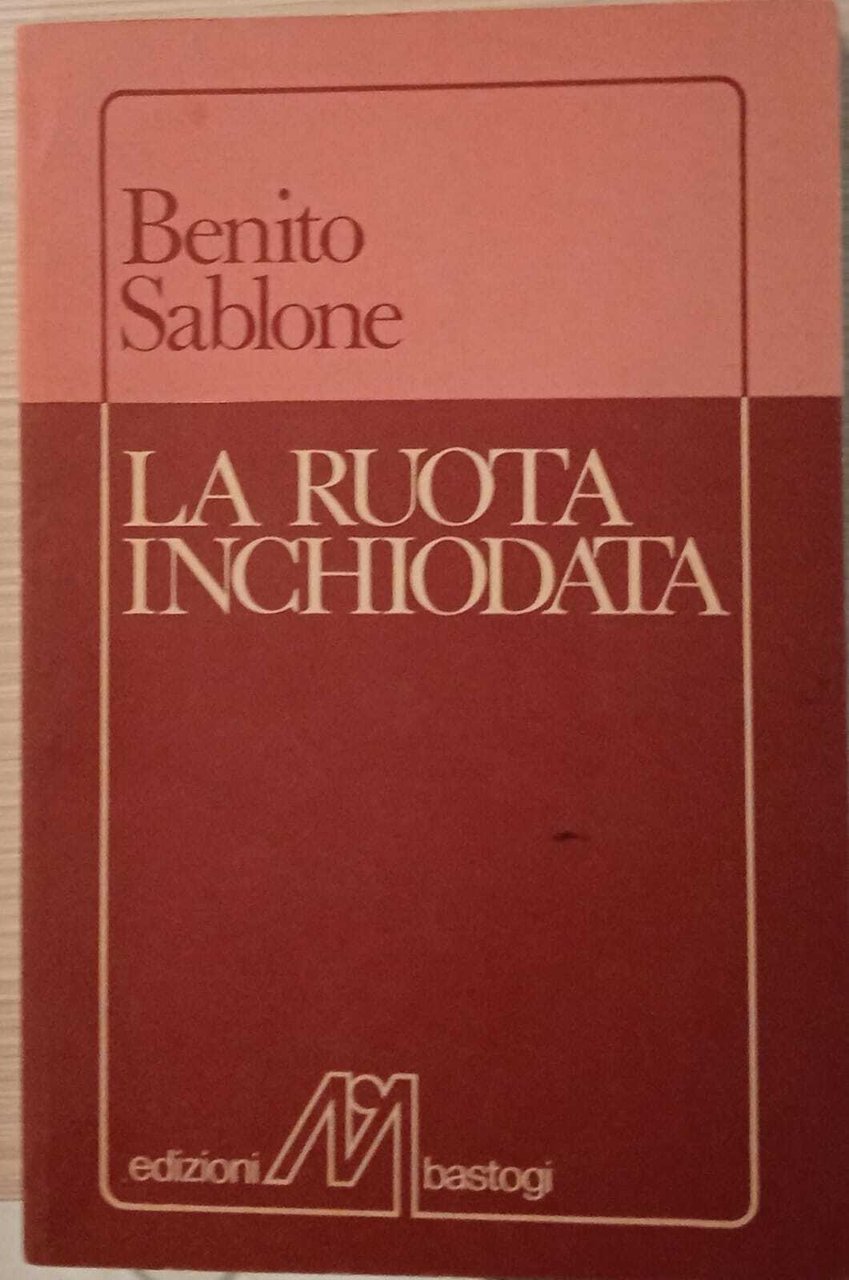 Benito
Sablone
LA RUOTA
INCHIODATA
edizioni bastogi